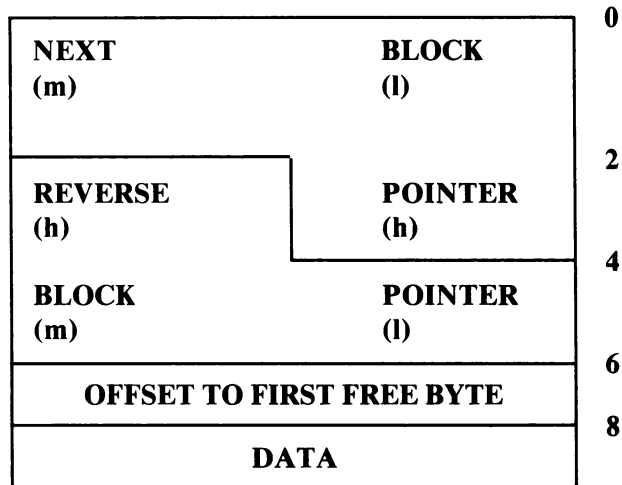 0
NEXT BLOCK
(m) (l)
2
REVERSE POINTER
(h) (h)
4
BLOCK POINTER
(m) (l)
6
OFFSET TO FIRST FREE BYTE
8
DATA